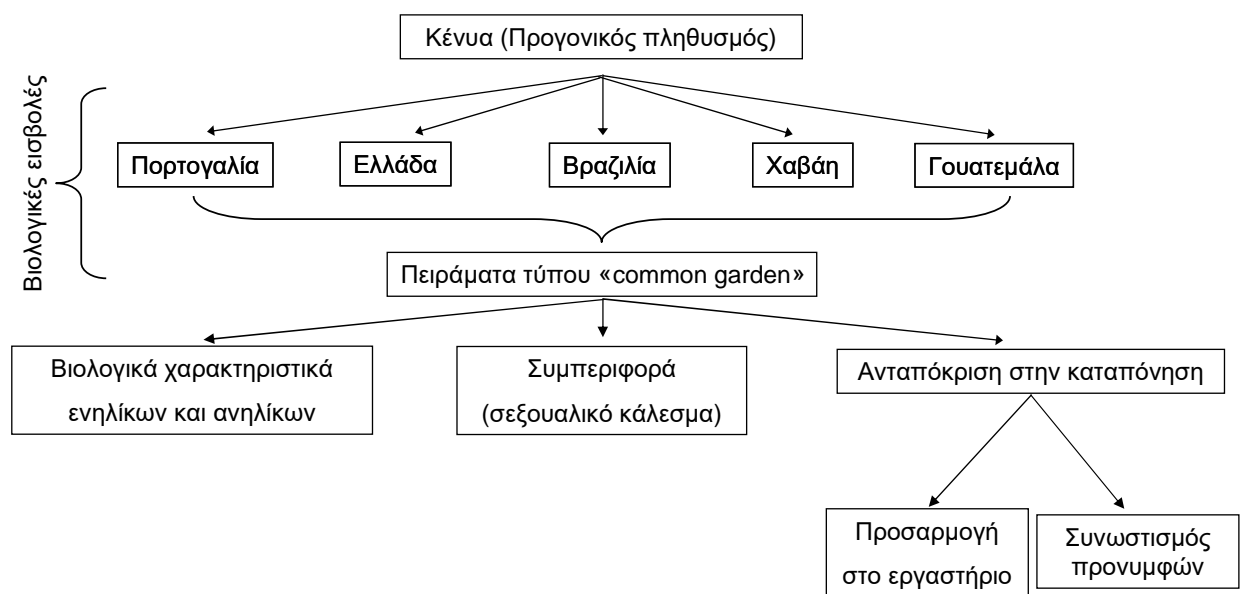 Κένυα (Προγονικός πληθυσμός)
Βιολογικές εισβολές
Πορτογαλία
Ελλάδα
Βραζιλία
Χαβάη
Γουατεμάλα
Πειράματα τύπου «common garden»
Βιολογικά χαρακτηριστικά
ενηλίκων και ανηλίκων
Συμπεριφορά
(σεξουαλικό κάλεσμα)
Ανταπόκριση στην καταπόνηση
Προσαρμογή
στο εργαστήριο
Συνωστισμός
προνυμφών